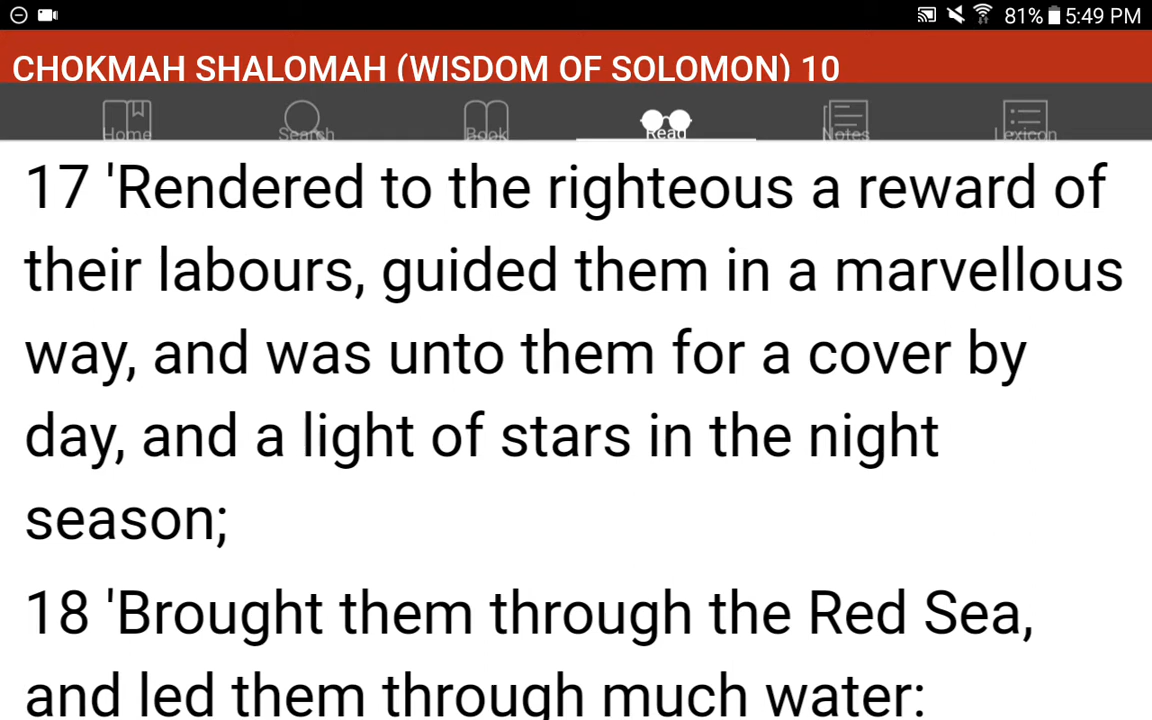 81% 5:49 PM
CHOKMAH SHALOMAH (WISDOM OF SOLOMON) 10
Home Search Book Read Notes Lexicon
17 'Rendered to the righteous a reward of
their labours, guided them in a marvellous
way, and was unto them for a cover by
day, and a light of stars in the night
season;
18 'Brought them through the Red Sea,
and led them through much water: